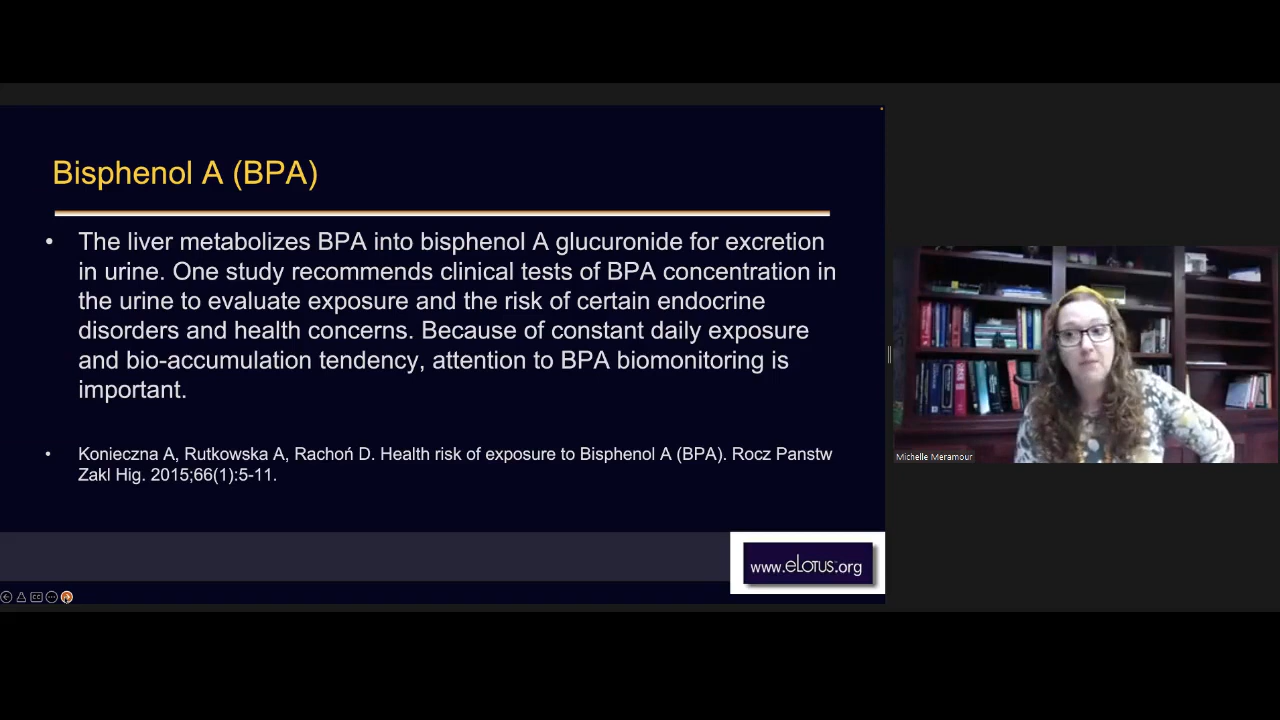 Bisphenol A (BPA)
• The liver metabolizes BPA into bisphenol A glucuronide for excretion
in urine. One study recommends clinical tests of BPA concentration in
the urine to evaluate exposure and the risk of certain endocrine
disorders and health concerns. Because of constant daily exposure
and bio-accumulation tendency, attention to BPA biomonitoring is
important.
• Konieczna A, Rutkowska A, Rachoń D. Health risk of exposure to Bisphenol A (BPA). Rocz Panstw
Zakl Hig. 2015;66(1):5-11.
www.eLotus.org
Michelle Meramour